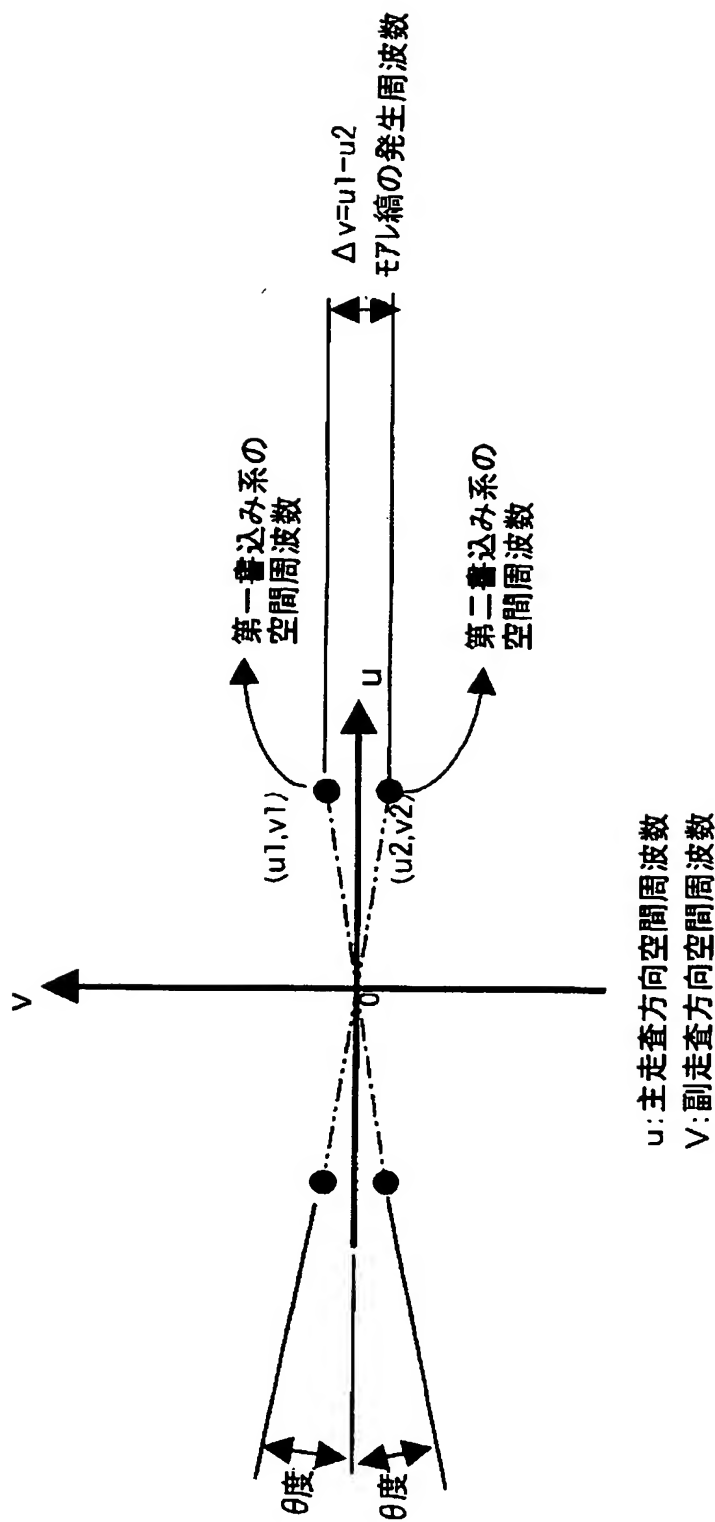 v
Δv=u1-u2
モアレ縞の発生周波数
第一書込み系の
空間周波数
(u1,v1)
u
0
(u2,v2)
第二書込み系の
空間周波数
θ度
θ度
u:主走査方向空間周波数
V:副走査方向空間周波数